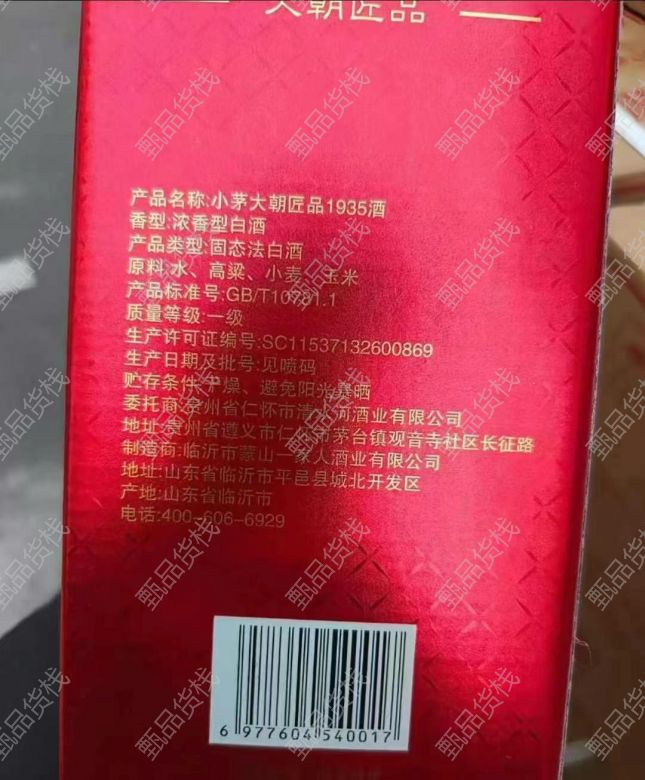 大朝匠品
产品名称:小茅大朝匠品1935酒
香型:浓香型白酒
产品类型:固态法白酒
原料:水、高粱、小麦、玉米
产品标准号:GB/T10781.1
质量等级:一级
生产许可证编号:SC11537132600869
生产日期及批号:见喷码
贮存条件:干燥、避免阳光暴晒
委托商:贵州省仁怀市 河酒业有限公司
地址:贵州省遵义市仁怀市茅台镇观音寺社区长征路
制造商:临沂市蒙山一家人酒业有限公司
地址:山东省临沂市平邑县城北开发区
产地:山东省临沂市
电话:400-606-6929
6 977604 540017
甄品货栈